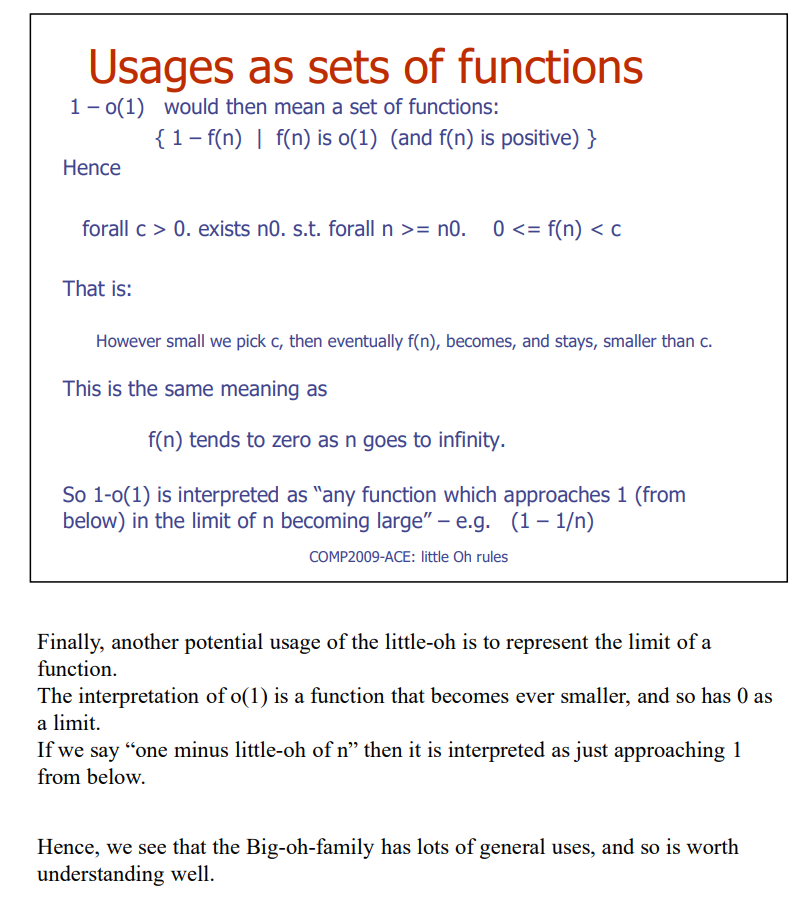 Usages as sets of functions
1 – o(1) would then mean a set of functions:
{ 1 – f(n) | f(n) is o(1) (and f(n) is positive) }
Hence
forall c > 0. exists n0. s.t. forall n >= n0. 0 <= f(n) < c
That is:
However small we pick c, then eventually f(n), becomes, and stays, smaller than c.
This is the same meaning as
f(n) tends to zero as n goes to infinity.
So 1-o(1) is interpreted as “any function which approaches 1 (from
below) in the limit of n becoming large” – e.g. (1 – 1/n)
COMP2009-ACE: little Oh rules
Finally, another potential usage of the little-oh is to represent the limit of a
function.
The interpretation of o(1) is a function that becomes ever smaller, and so has 0 as
a limit.
If we say “one minus little-oh of n” then it is interpreted as just approaching 1
from below.
Hence, we see that the Big-oh-family has lots of general uses, and so is worth
understanding well.